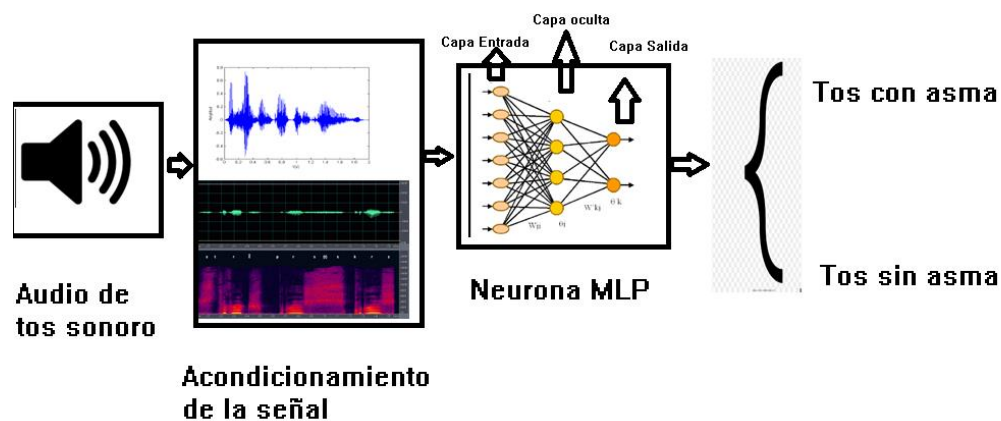 Capa oculta
Capa Entrada
Capa Salida
Tos con asma
Audio de
tos sonoro
Neurona MLP
Tos sin asma
Acondicionamiento
de la señal